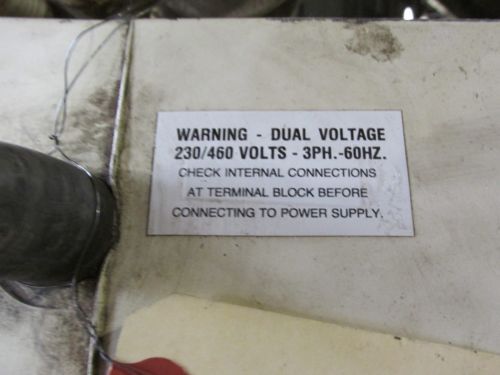 WARNING - DUAL VOLTAGE
230/460 VOLTS - 3PH.-60HZ.
CHECK INTERNAL CONNECTIONS
AT TERMINAL BLOCK BEFORE
CONNECTING TO POWER SUPPLY.